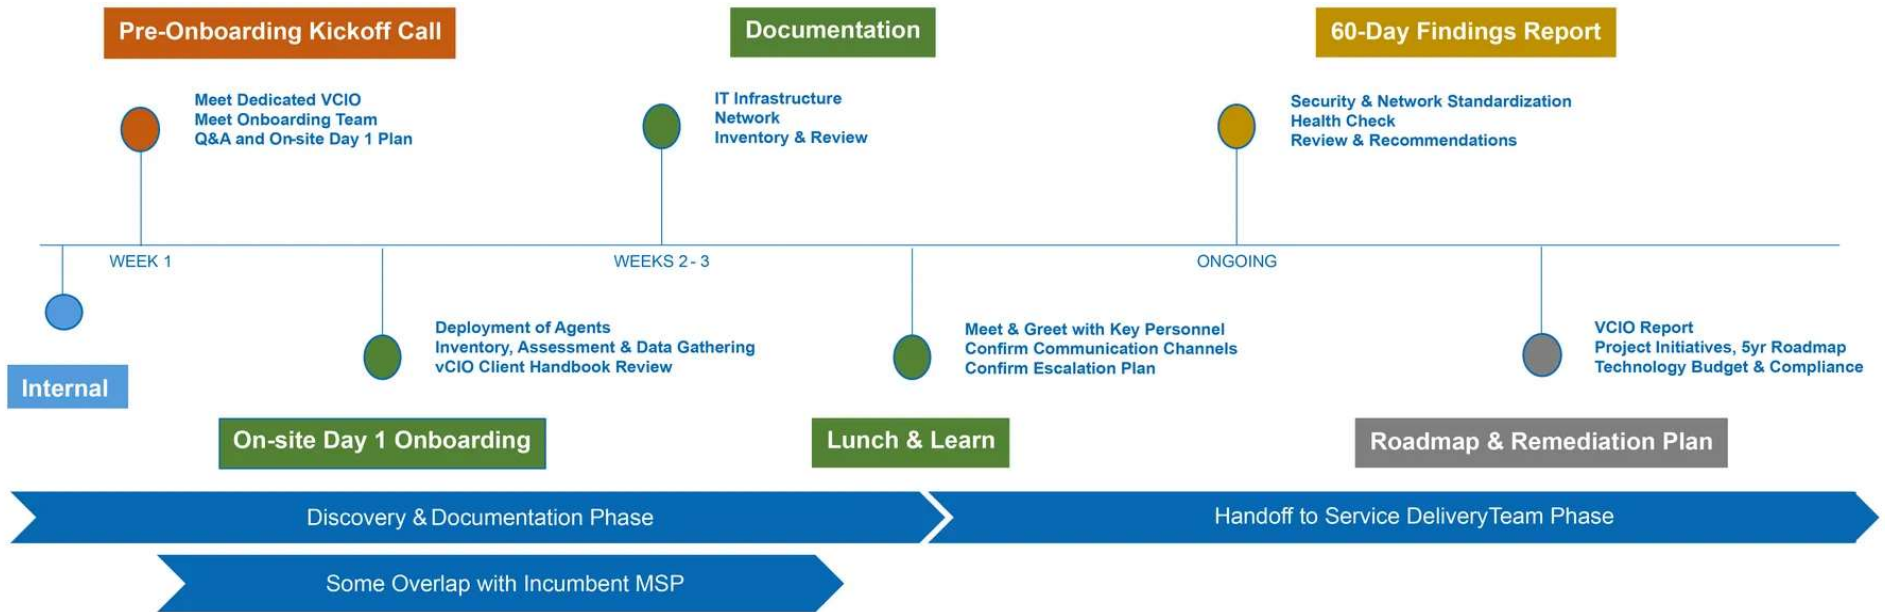 Pre-Onboarding Kickoff Call
Documentation
60-Day Findings Report
Meet Dedicated VCIO
Meet Onboarding Team
Q&A and On-site Day 1 Plan
IT Infrastructure
Network
Inventory & Review
Security & Network Standardization
Health Check
Review & Recommendations
WEEK 1
WEEKS 2 - 3
ONGOING
Internal
Deployment of Agents
Inventory, Assessment & Data Gathering
vCIO Client Handbook Review
Meet & Greet with Key Personnel
Confirm Communication Channels
Confirm Escalation Plan
VCIO Report
Project Initiatives, 5yr Roadmap
Technology Budget & Compliance
On-site Day 1 Onboarding
Lunch & Learn
Roadmap & Remediation Plan
Discovery & Documentation Phase
Handoff to Service DeliveryTeam Phase
Some Overlap with Incumbent MSP